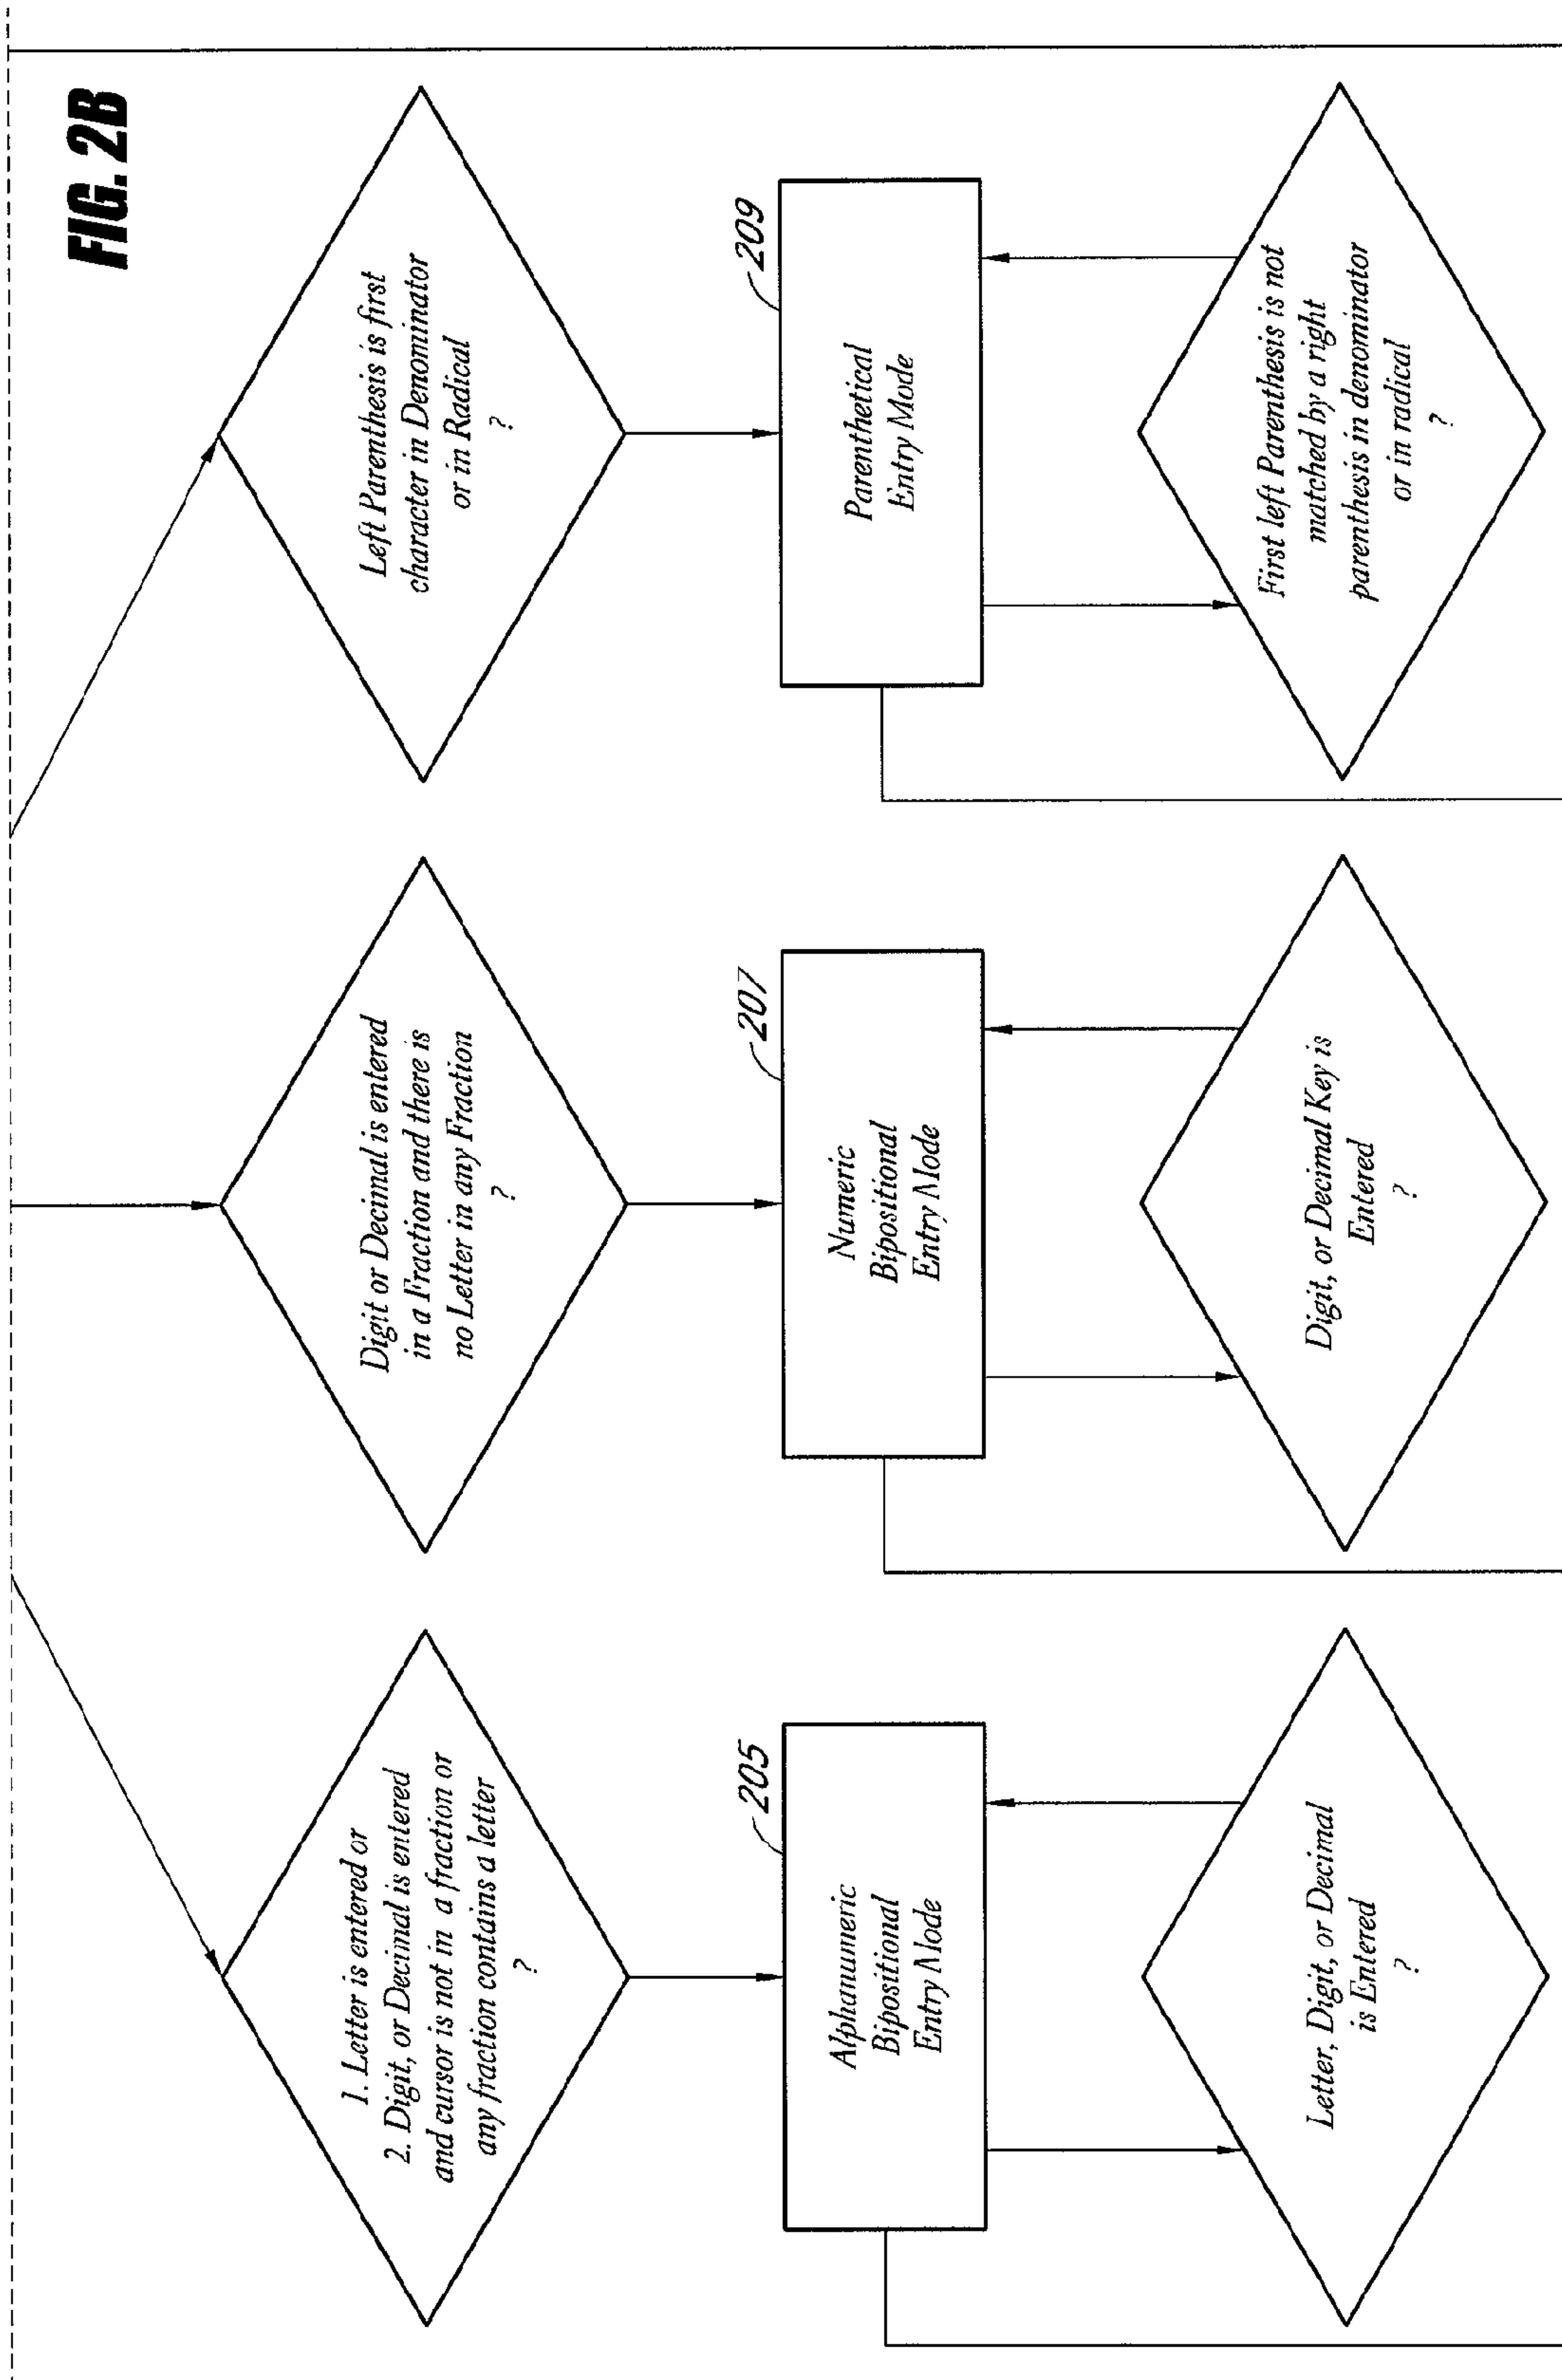 FIG. 2B
1. Letter is entered or
2. Digit, or Decimal is entered
and cursor is not in a fraction or
any fraction contains a letter
?
Digit or Decimal is entered
in a Fraction and there is
no Letter in any Fraction
?
Left Parenthesis is first
character in Denominator
or in Radical
?
205
Alphanumeric
Bipositional
Entry Mode
207
Numeric
Bipositional
Entry Mode
209
Parenthetical
Entry Mode
Letter, Digit, or Decimal
is Entered
?
Digit, or Decimal Key is
Entered
?
First left Parenthesis is not
matched by a right
parenthesis in denominator
or in radical
?